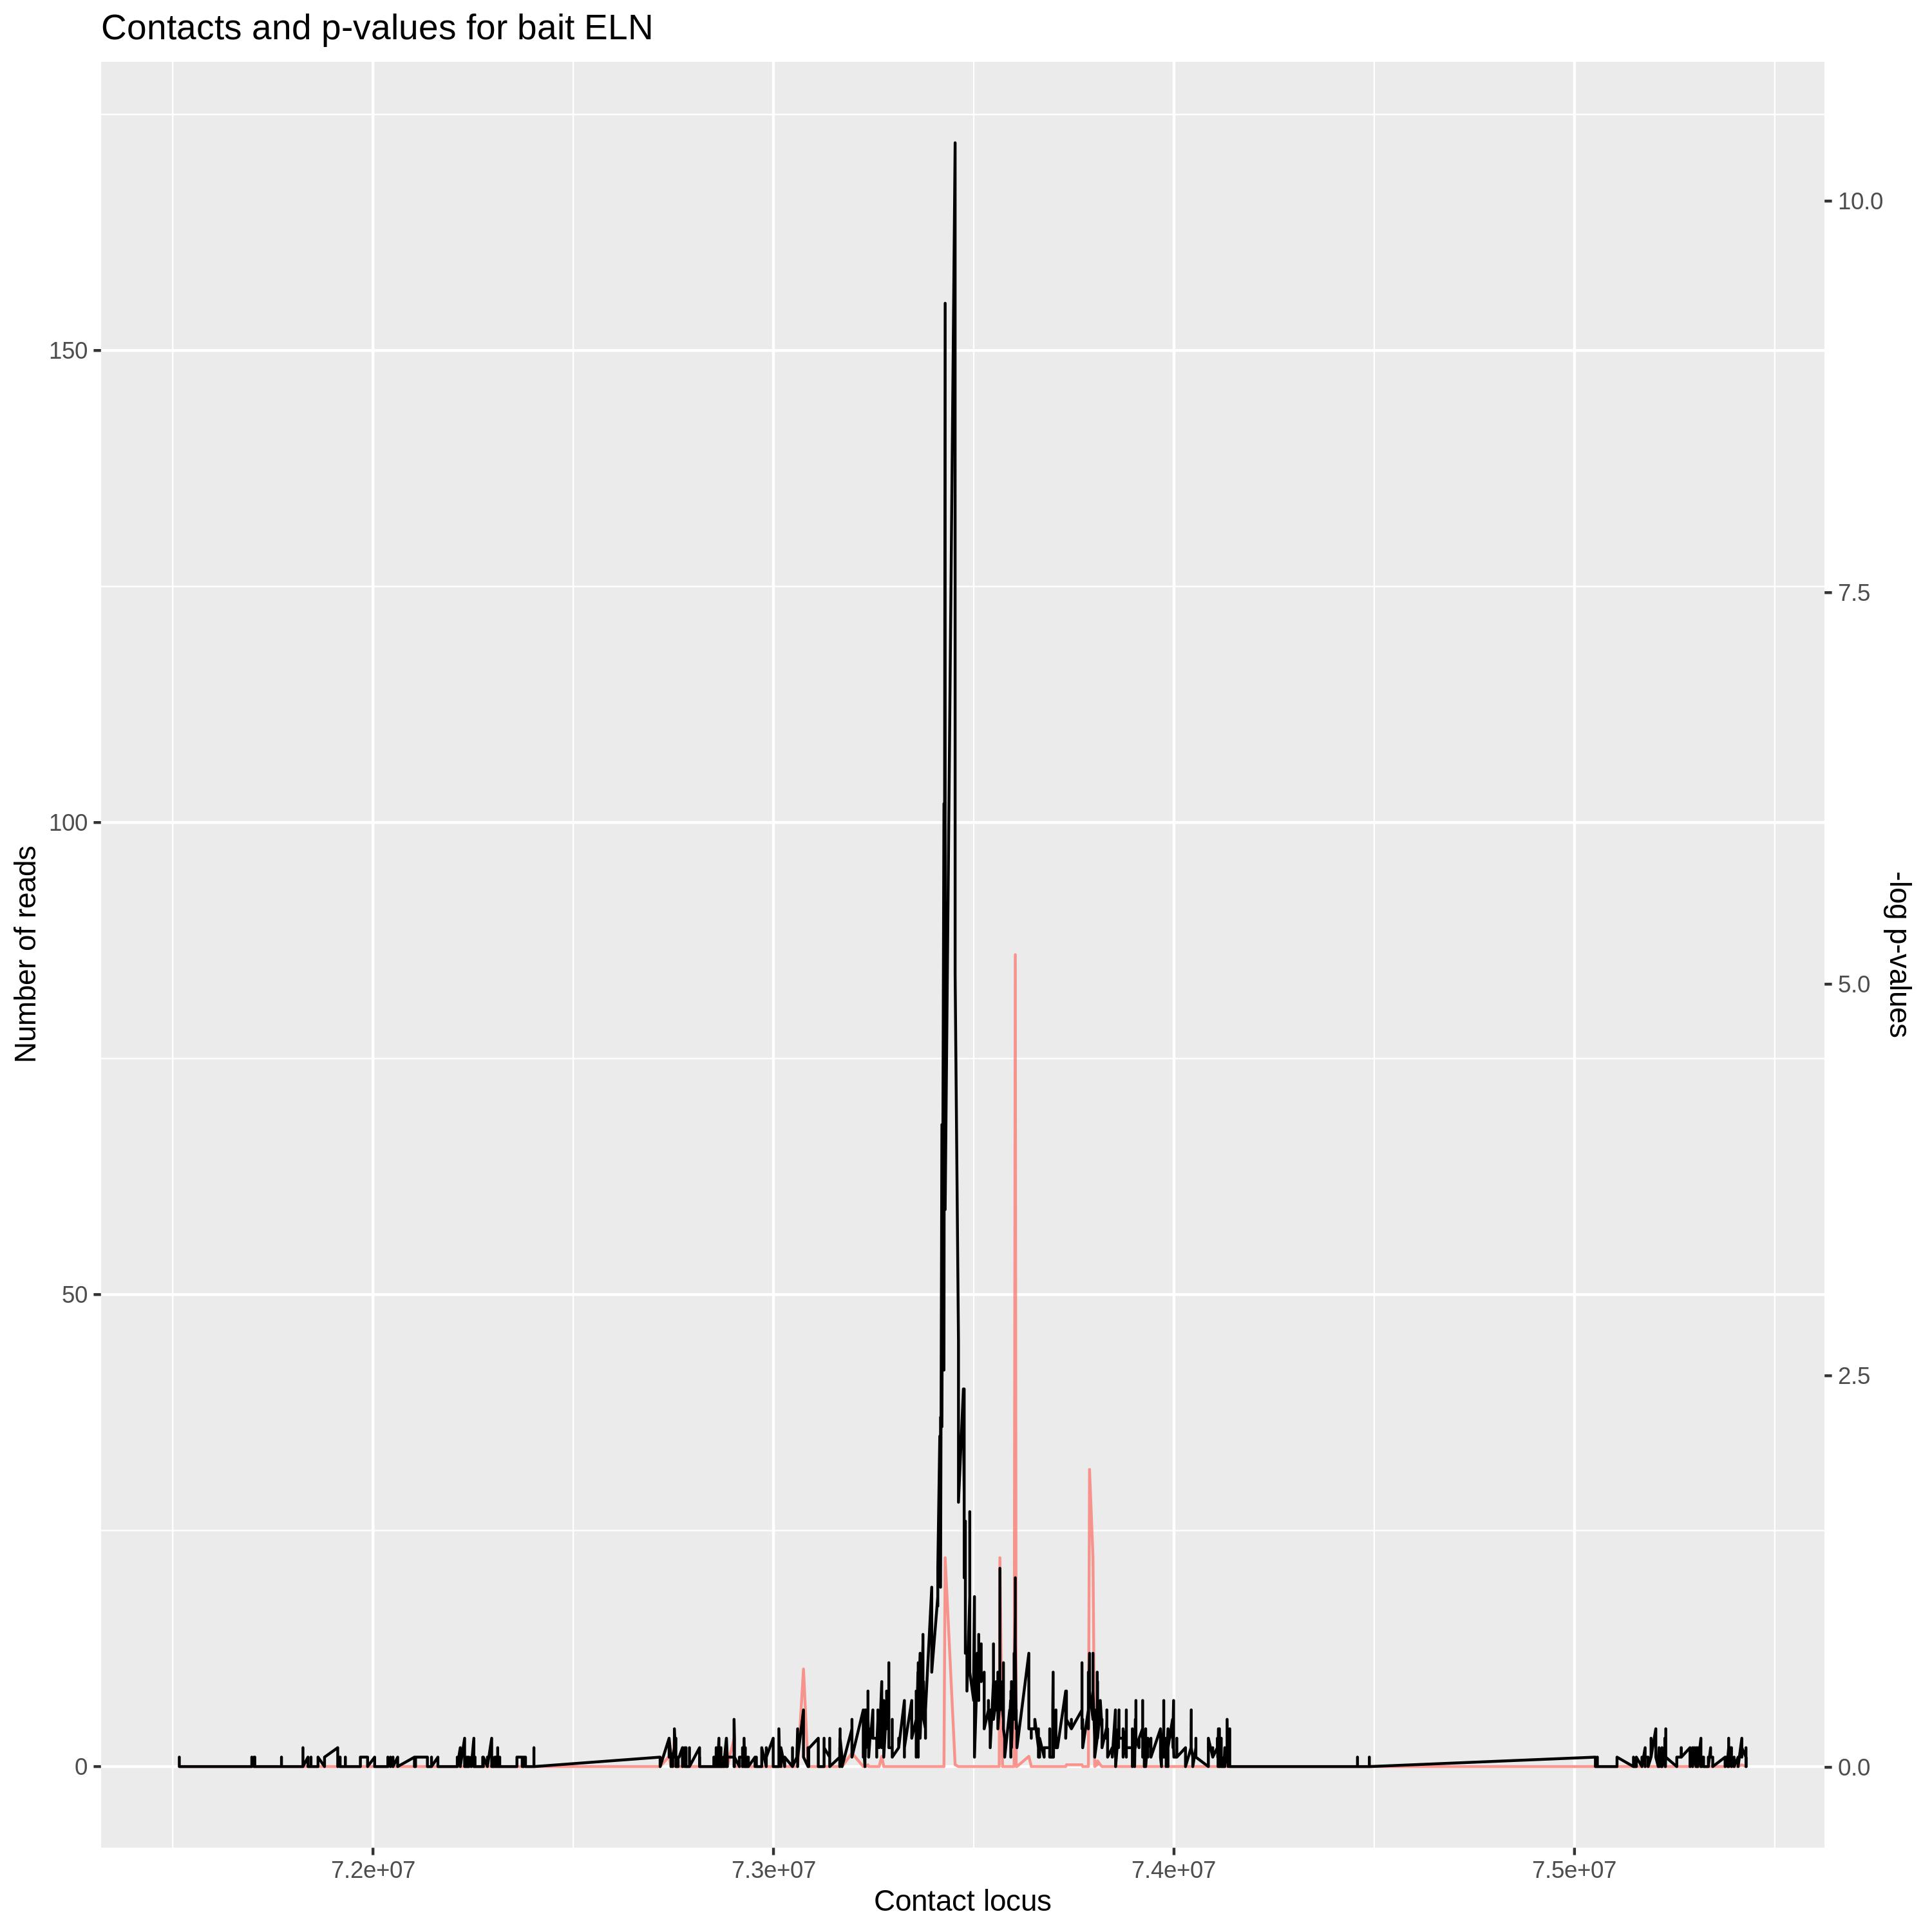 Contacts and p-values for bait ELN
150
100
50
0
Number of reads
10.0
7.5
5.0
2.5
0.0
-log p-values
7.2e+07
7.3e+07
7.4e+07
7.5e+07
Contact locus